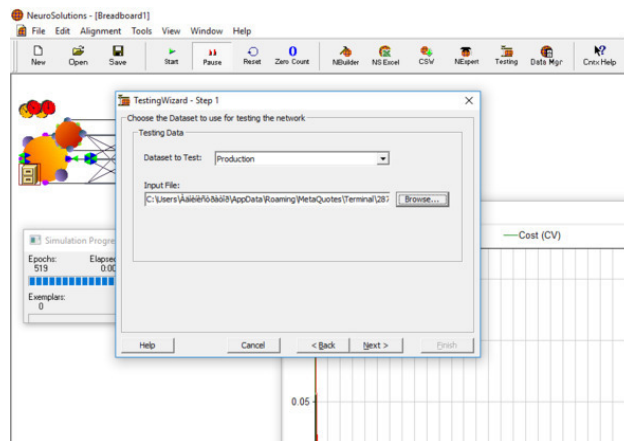 NeuroSolutions - [Breadboard1]
File Edit Alignment Tools View Window Help
New Open Save Start Pause Reset Zero Count NBuilder NS Excel CSV NExpert Testing Data Mgr Cntx Help
TestingWizard - Step 1
Choose the Dataset to use for testing the network
Testing Data
Dataset to Test: Production
Input File:
Browse...
Simulation Progre
Epochs: Elapse
519 0:00
Exemplars:
0
Cost (CV)
Help Cancel < Back Next > Finish
0.05